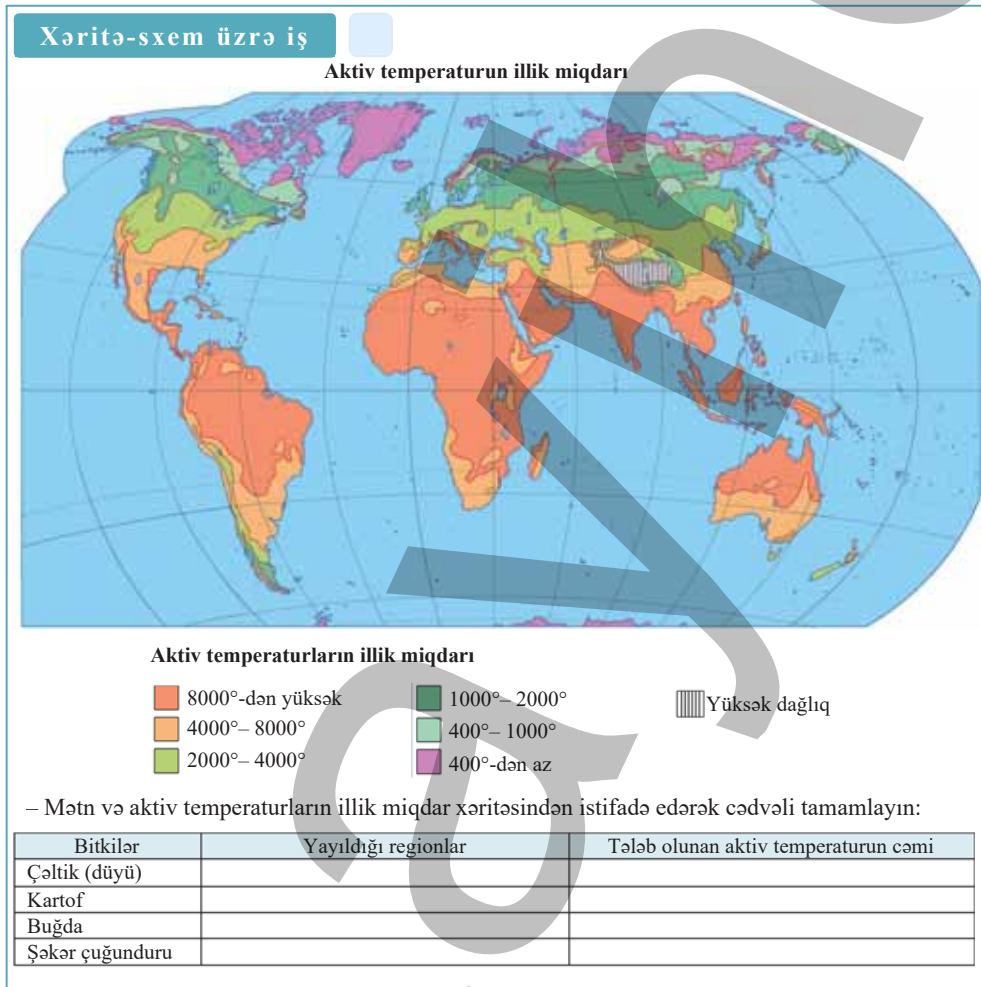 Xəritə-sxem üzrə iş
Aktiv temperaturun illik miqdarı
Aktiv temperaturların illik miqdarı
8000°-dən yüksək
4000°– 8000°
2000°– 4000°
1000°– 2000°
400°– 1000°
400°-dən az
Yüksək dağlıq
– Mətn və aktiv temperaturların illik miqdar xəritəsindən istifadə edərək cədvəli tamamlayın:
Bitkilər Yayıldığı regionlar Tələb olunan aktiv temperaturun cəmi
Çəltik (düyü)
Kartof
Buğda
Şəkər çuğunduru